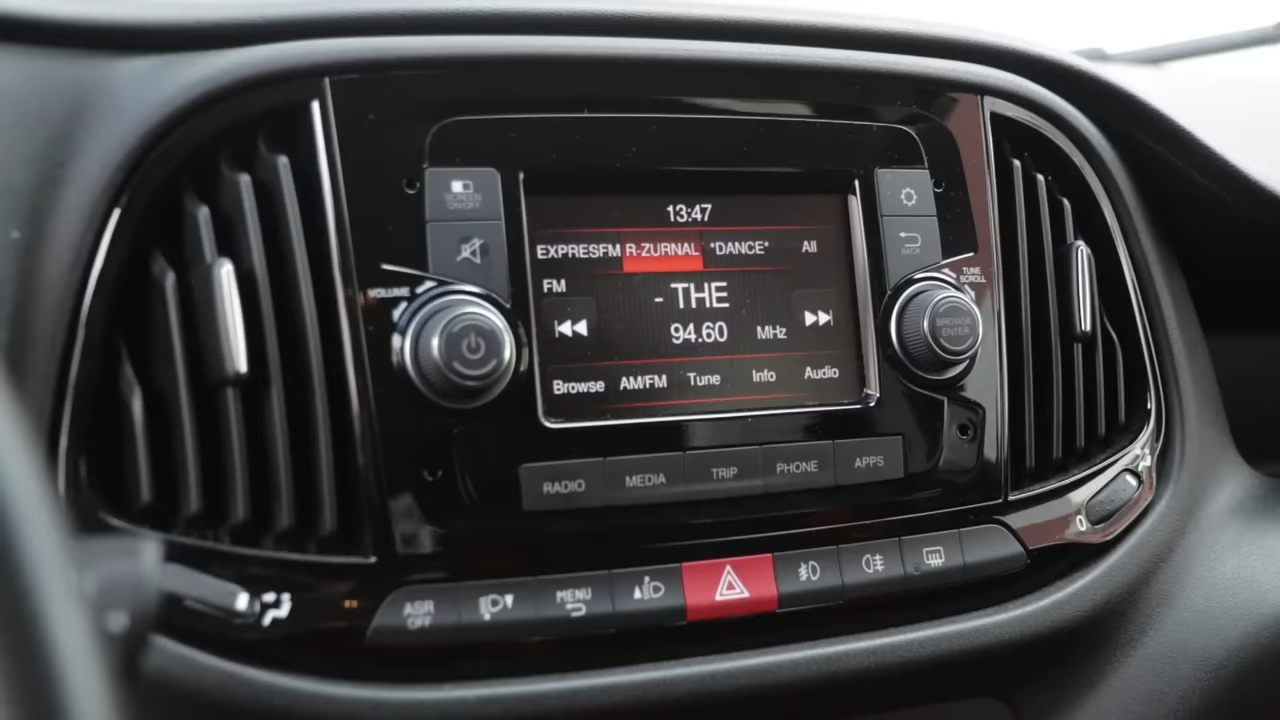 SCREEN
ON/OFF
13:47
EXPRESFM R-ZURNAL *DANCE* All
FM
- THE
94.60 MHz
Browse AM/FM Tune Info Audio
BACK
VOLUME
TUNE
SCROLL
BROWSE
ENTER
RADIO MEDIA TRIP PHONE APPS
ASR
OFF
MENU
0